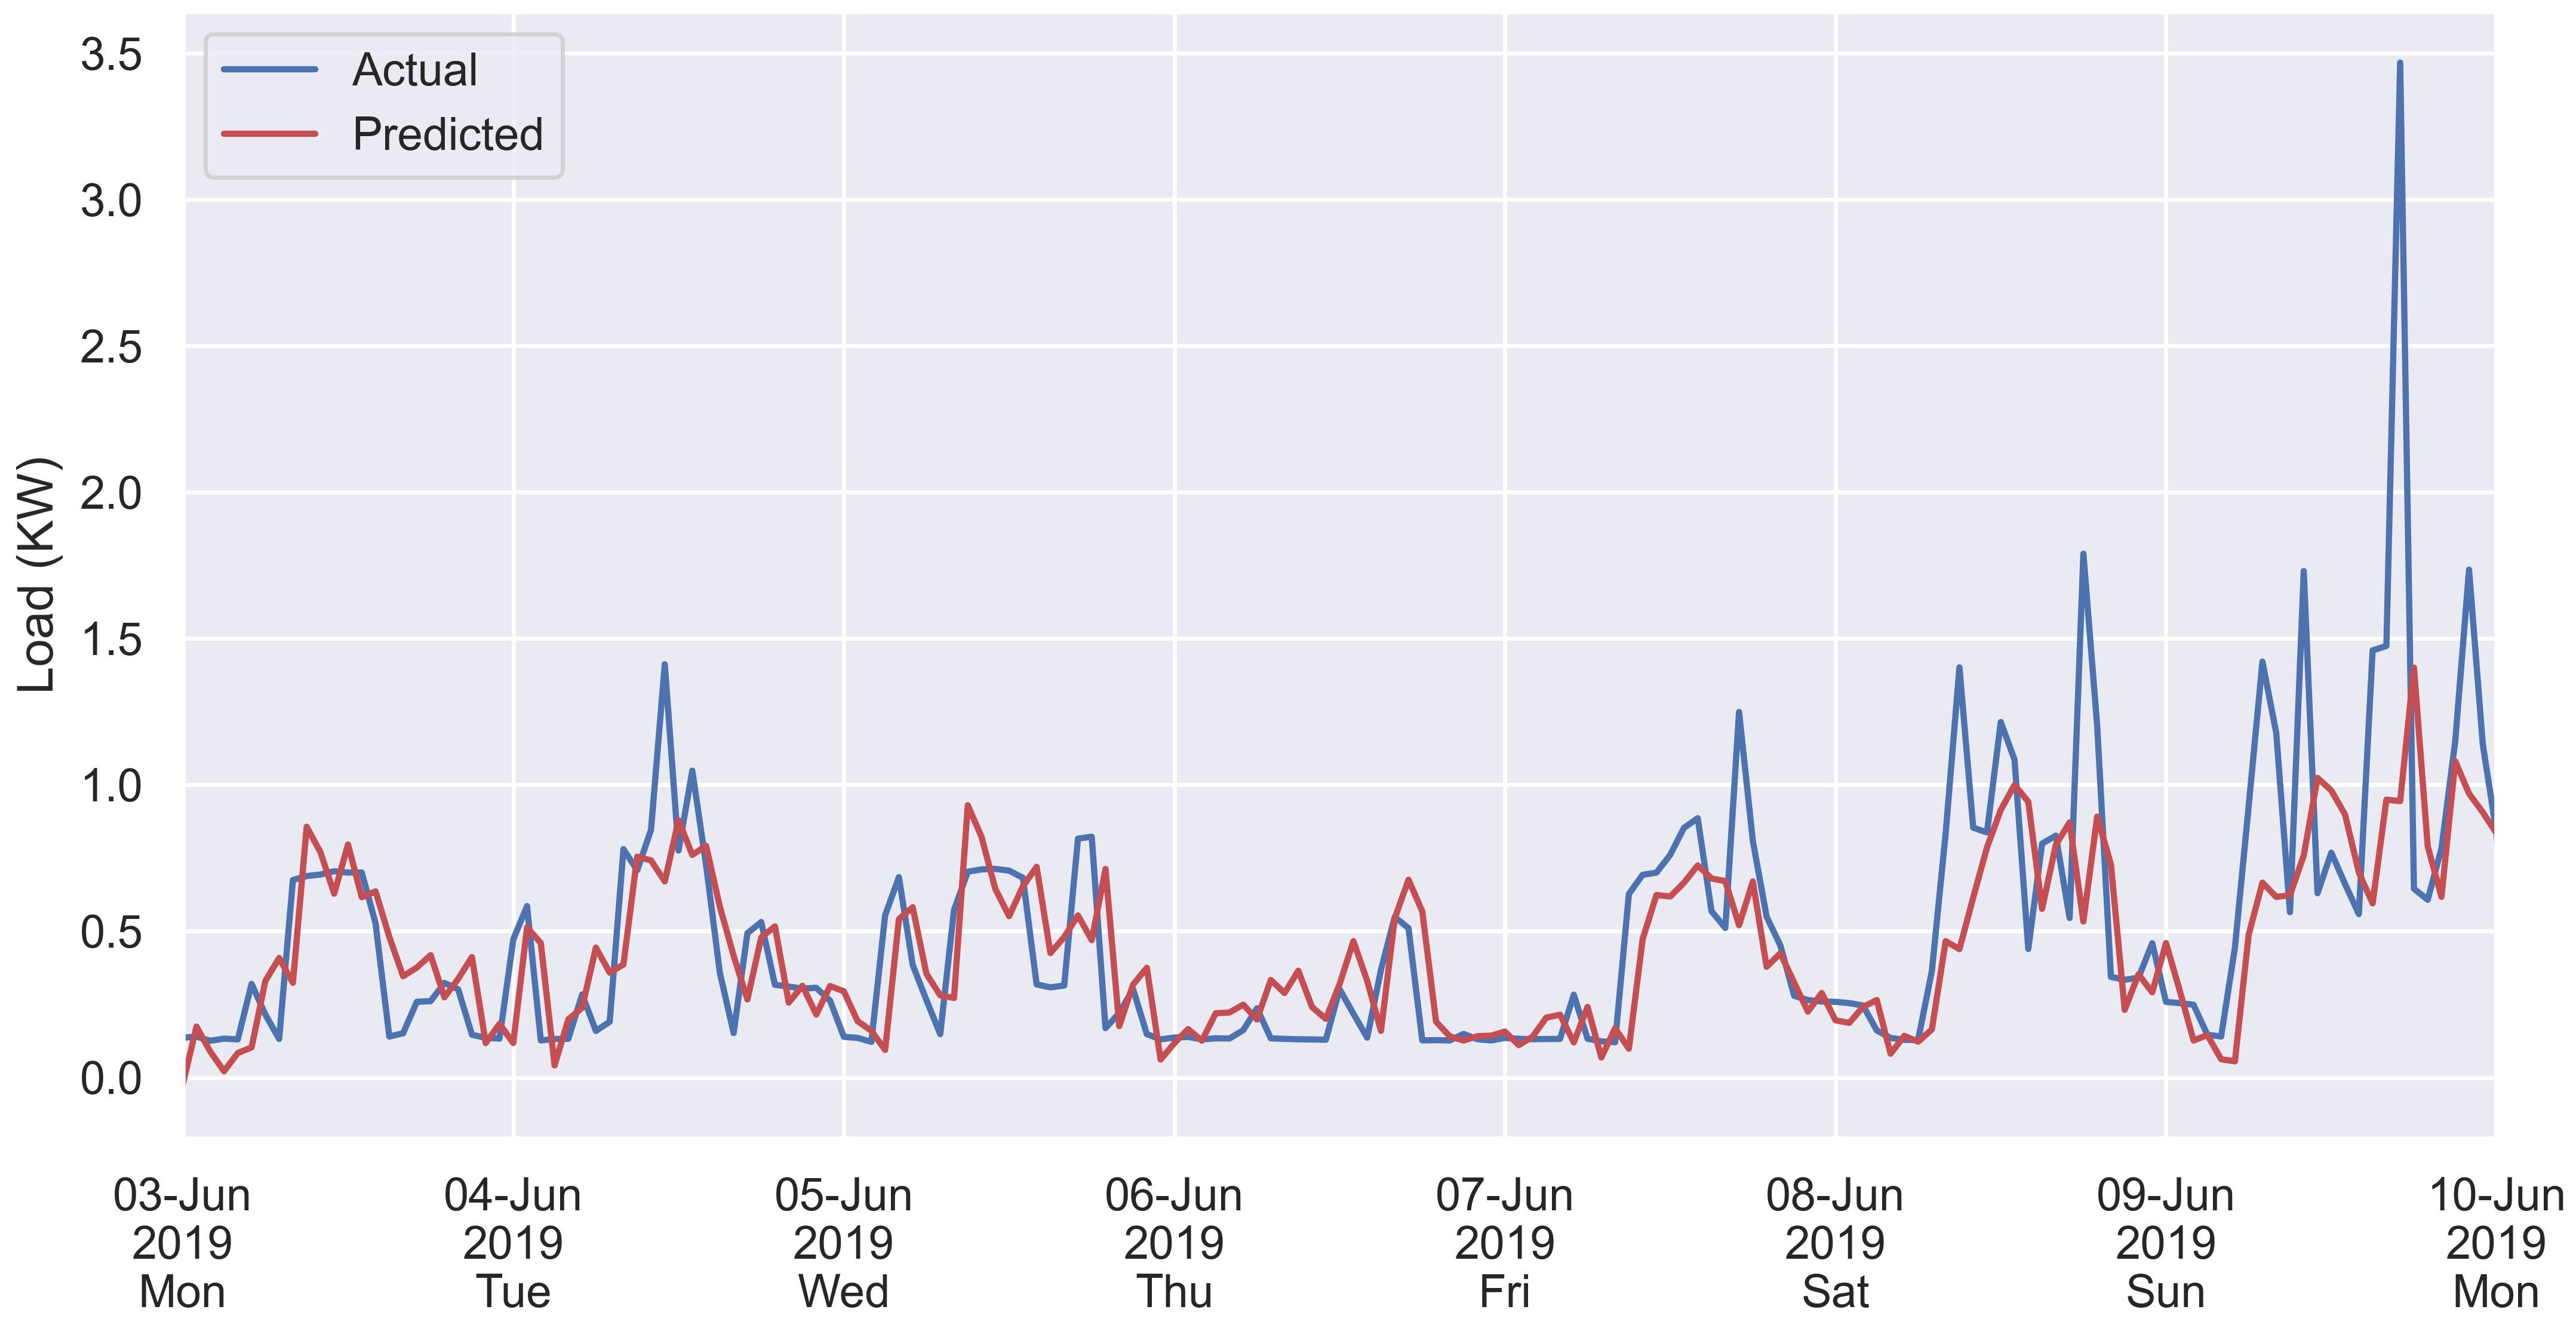 Actual
Predicted
3.5
3.0
2.5
2.0
1.5
1.0
0.5
0.0
Load (KW)
03-Jun 04-Jun 05-Jun 06-Jun 07-Jun 08-Jun 09-Jun 10-Jun
2019 2019 2019 2019 2019 2019 2019 2019
Mon Tue Wed Thu Fri Sat Sun Mon